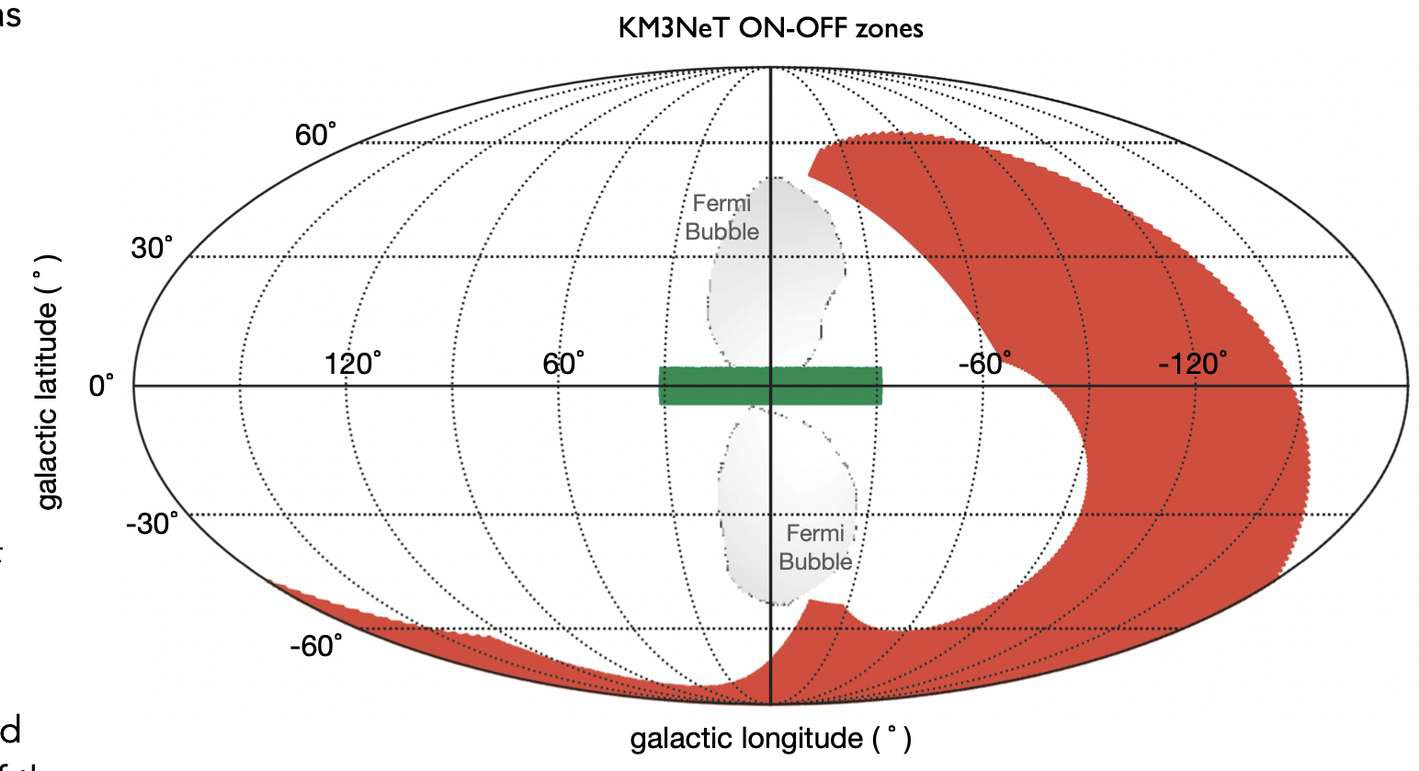 as
KM3NeT ON-OFF zones
60°
Fermi
Bubble
30°
galactic latitude (°)
120°
60°
-60°
-120°
0°
-30°
Fermi
Bubble
-60°
d
galactic longitude (°)